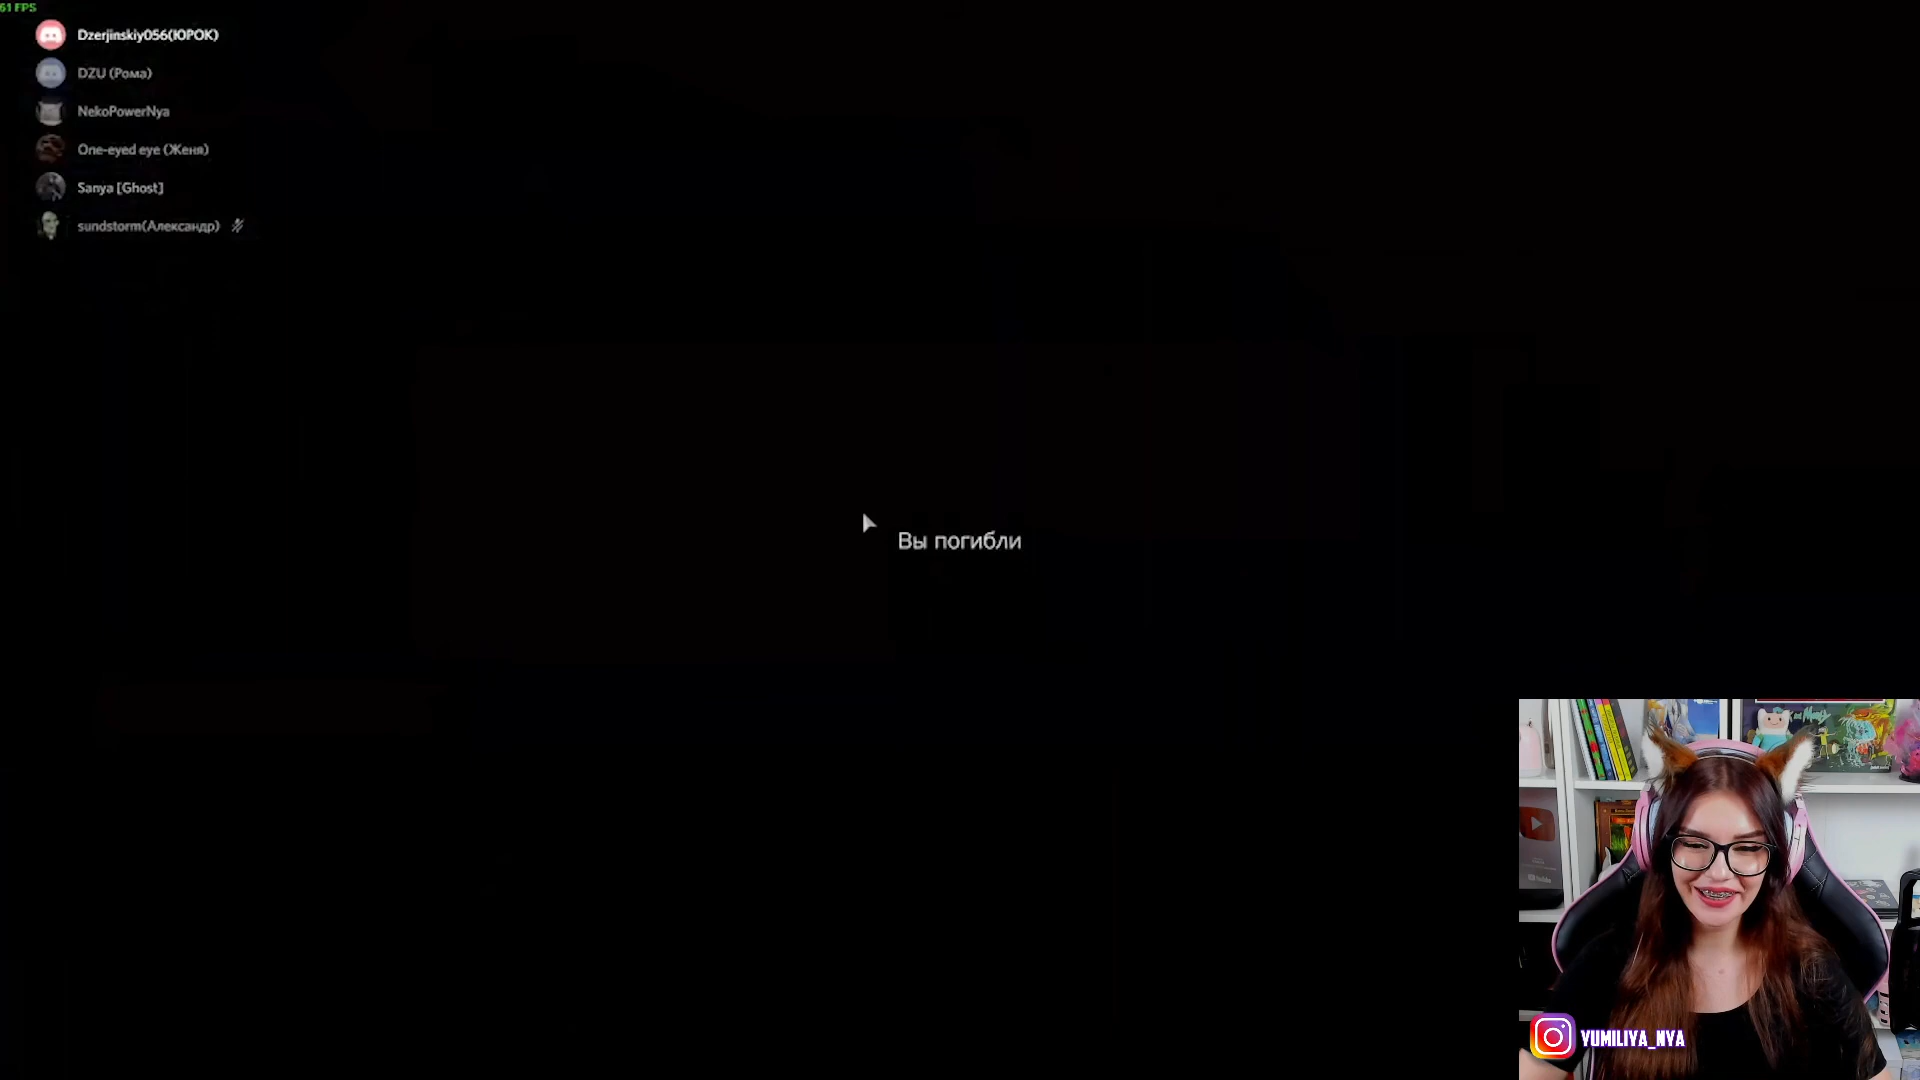 61 FPS
Dzerjinskiy056(ЮРОК)
DZU (Рома)
NekoPowerNya
One-eyed eye (Женя)
Sanya [Ghost]
sundstorm(Александр)
Вы погибли
YUMILIYA_NYA